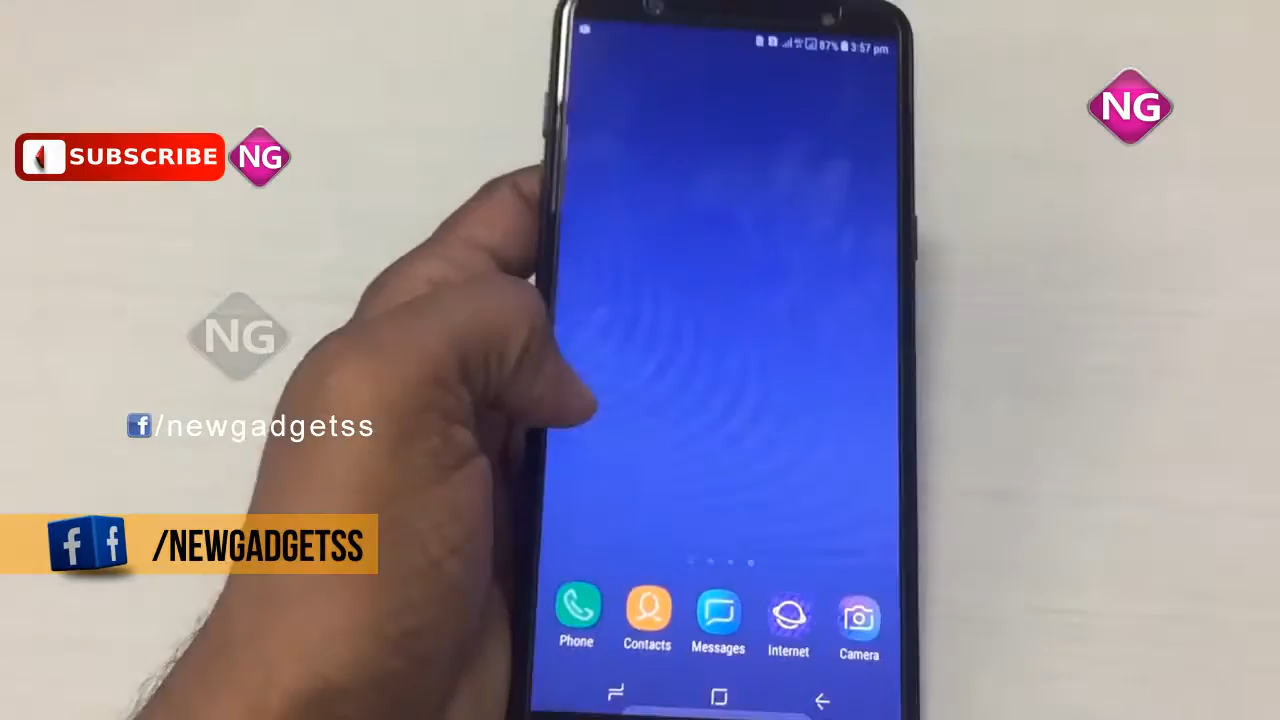 87% 3:57 pm
NG
SUBSCRIBE NG
NG
f/newgadgetss
f f /NEWGADGETSS
Phone Contacts Messages Internet Camera